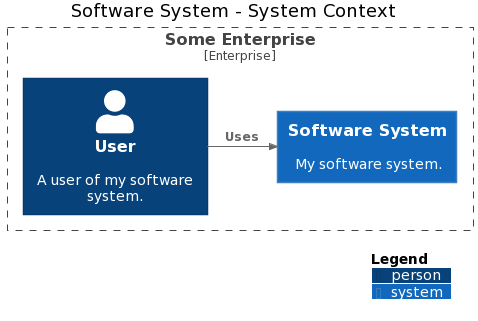 Software System - System Context
Some Enterprise
[Enterprise]
User
A user of my software
system.
Uses
Software System
My software system.
Legend
person
system